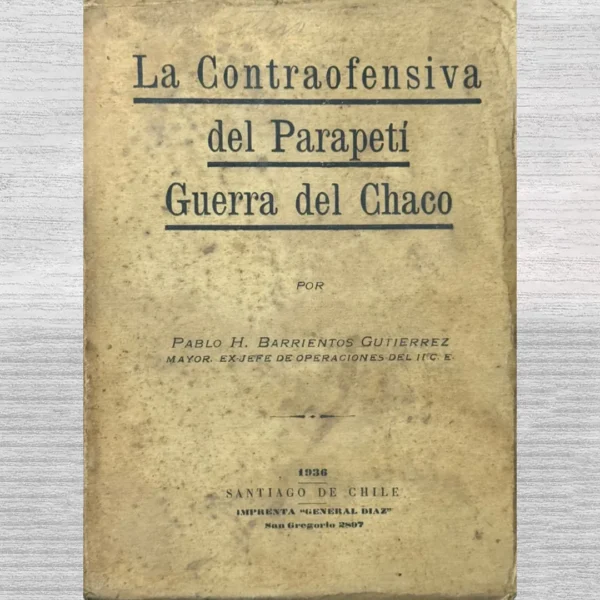 La Contraofensiva
del Parapetí
Guerra del Chaco
POR
PABLO H. BARRIENTOS GUTIERREZ
MAYOR. EX-JEFE DE OPERACIONES DEL II C. E.
1936
SANTIAGO DE CHILE
IMPRENTA "GENERAL DIAZ"
San Gregorio 2897